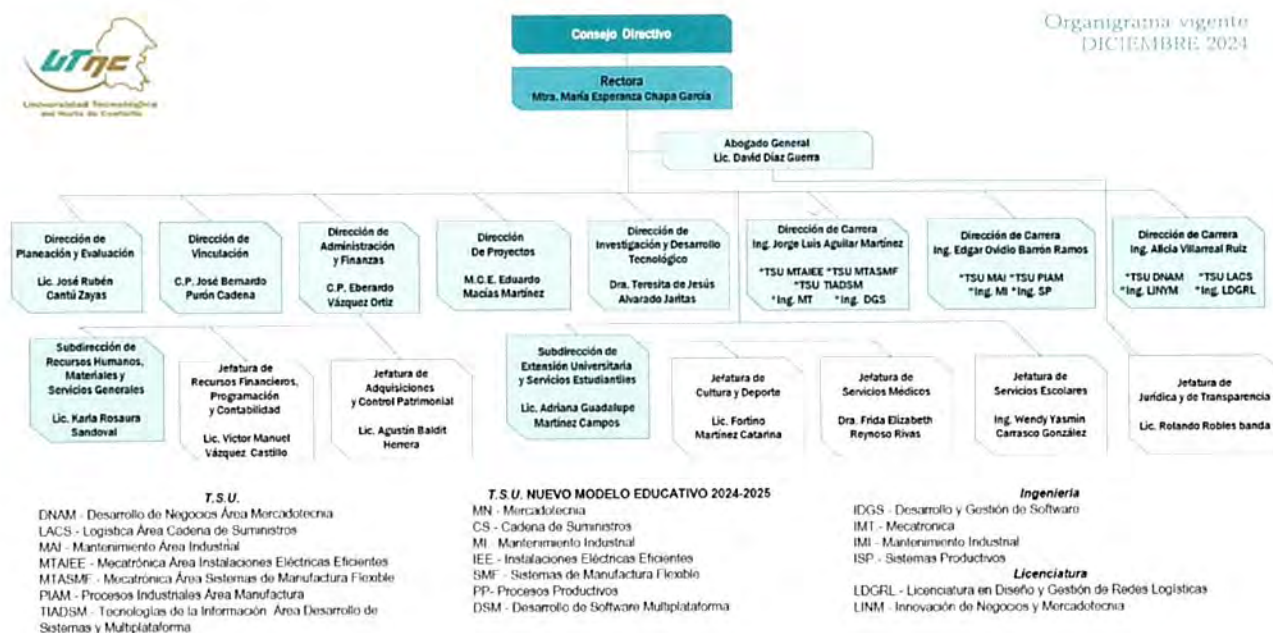 Organigrama vigente
DICIEMBRE 2024
UTnc
Universidad Tecnológica
del Norte de Coahuila
Consejo Directivo
Rectora
Mtra. María Esperanza Chapa García
Abogado General
Lic. David Díaz Guerra
Dirección de
Planeación y Evaluación
Lic. José Rubén
Cantú Zayas
Dirección de
Vinculación
C.P. José Bernardo
Purón Cadena
Dirección de
Administración
y Finanzas
C.P. Eberardo
Vázquez Ortiz
Dirección
De Proyectos
M.C.E. Eduardo
Macías Martínez
Dirección de
Investigación y Desarrollo
Tecnológico
Dra. Teresita de Jesús
Alvarado Jaritas
Dirección de Carrera
Ing. Jorge Luis Aguilar Martínez
*TSU MTAIEE *TSU MTASMF
*TSU TIADSM
*Ing. MT *Ing. DGS
Dirección de Carrera
Ing. Edgar Ovidio Barrón Ramos
*TSU MAI *TSU PIAM
*Ing. MI *Ing. SP
Dirección de Carrera
Ing. Alicia Villarreal Ruiz
*TSU DNAM *TSU LACS
*Ing. LINYM *Ing. LDGRL
Subdirección de
Recursos Humanos,
Materiales y
Servicios Generales
Lic. Karla Rosaura
Sandoval
Jefatura de
Recursos Financieros,
Programación
y Contabilidad
Lic. Victor Manuel
Vázquez Castillo
Jefatura de
Adquisiciones
y Control Patrimonial
Lic. Agustín Baldit
Herrera
Subdirección de
Extensión Universitaria
y Servicios Estudiantiles
Lic. Adriana Guadalupe
Martínez Campos
Jefatura de
Cultura y Deporte
Lic. Fortino
Martínez Catarina
Jefatura de
Servicios Médicos
Dra. Frida Elizabeth
Reynoso Rivas
Jefatura de
Servicios Escolares
Ing. Wendy Yasmin
Carrasco González
Jefatura de
Jurídica y de Transparencia
Lic. Rolando Robles banda
T.S.U.
DNAM - Desarrollo de Negocios Área Mercadotecnia
LACS - Logística Área Cadena de Suministros
MAI - Mantenimiento Área Industrial
MTAIEE - Mecatrónica Área Instalaciones Eléctricas Eficientes
MTASMF - Mecatrónica Área Sistemas de Manufactura Flexible
PIAM - Procesos Industriales Área Manufactura
TIADSM - Tecnologías de la Información Área Desarrollo de
Sistemas y Multiplataforma
T.S.U. NUEVO MODELO EDUCATIVO 2024-2025
MN - Mercadotecnia
CS - Cadena de Suministros
MI - Mantenimiento Industrial
IEE - Instalaciones Eléctricas Eficientes
SMF - Sistemas de Manufactura Flexible
PP- Procesos Productivos
DSM - Desarrollo de Software Multiplataforma
Ingeniería
IDGS - Desarrollo y Gestión de Software
IMT - Mecatronica
IMI - Mantenimiento Industrial
ISP - Sistemas Productivos
Licenciatura
LDGRL - Licenciatura en Diseño y Gestión de Redes Logísticas
LINM - Innovación de Negocios y Mercadotecnia